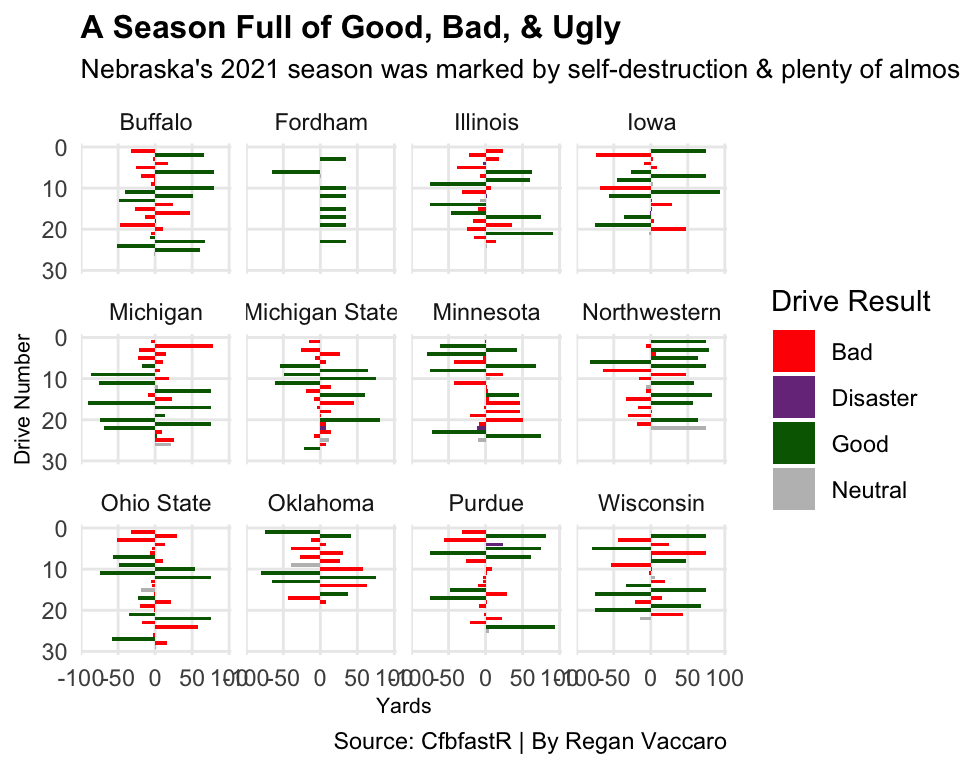 A Season Full of Good, Bad, & Ugly
Nebraska's 2021 season was marked by self-destruction & plenty of almos
Buffalo Fordham Illinois Iowa
0
10
20
30
Michigan Michigan State Minnesota Northwestern
0
10
20
30
Ohio State Oklahoma Purdue Wisconsin
0
10
20
30
-100 -50 0 50 100 -100 -50 0 50 100 -100 -50 0 50 100 -100 -50 0 50 100
Drive Number
Yards
Drive Result
Bad
Disaster
Good
Neutral
Source: CfbfastR | By Regan Vaccaro